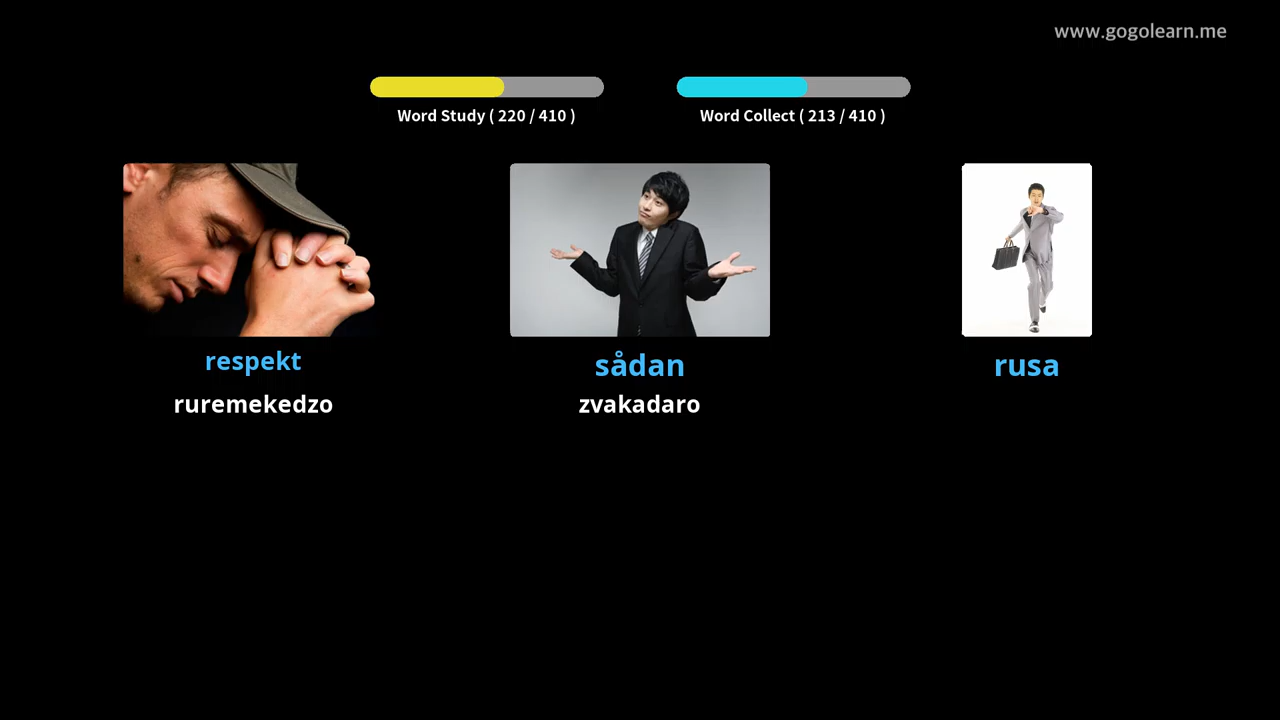 www.gogolearn.me
Word Study ( 220 / 410 )
Word Collect ( 213 / 410 )
respekt
sådan
rusa
ruremekedzo
zvakadaro